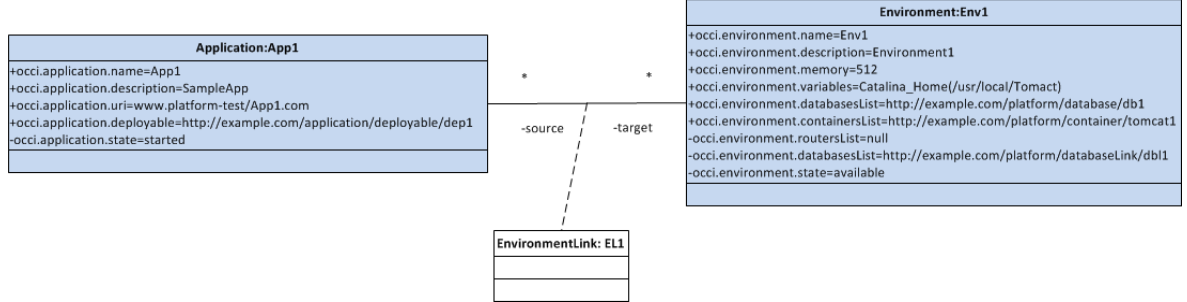 Application:App1
+occi.application.name=App1
+occi.application.description=SampleApp
+occi.application.uri=www.platform-test/App1.com
+occi.application.deployable=http://example.com/application/deployable/dep1
-occi.application.state=started
*
*
-source
-target
Environment:Env1
+occi.environment.name=Env1
+occi.environment.description=Environment1
+occi.environment.memory=512
+occi.environment.variables=Catalina_Home(/usr/local/Tomact)
+occi.environment.databasesList=http://example.com/platform/database/db1
+occi.environment.containersList=http://example.com/platform/container/tomcat1
-occi.environment.routersList=null
-occi.environment.databasesList=http://example.com/platform/databaseLink/dbl1
-occi.environment.state=available
EnvironmentLink: EL1